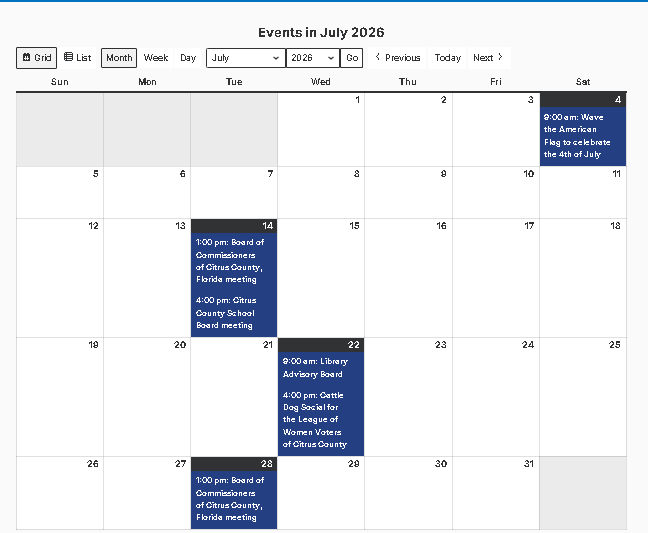 Events in July 2026
Grid List Month Week Day July 2026 Go Previous Today Next
Sun Mon Tue Wed Thu Fri Sat
1 2 3 4
9:00 am: Wave
the American
Flag to celebrate
the 4th of July
5 6 7 8 9 10 11
12 13 14 15 16 17 18
1:00 pm: Board of
Commissioners
of Citrus County,
Florida meeting
4:00 pm: Citrus
County School
Board meeting
19 20 21 22 23 24 25
9:00 am: Library
Advisory Board
4:00 pm: Cattle
Dog Social for
the League of
Women Voters
of Citrus County
26 27 28 29 30 31
1:00 pm: Board of
Commissioners
of Citrus County,
Florida meeting